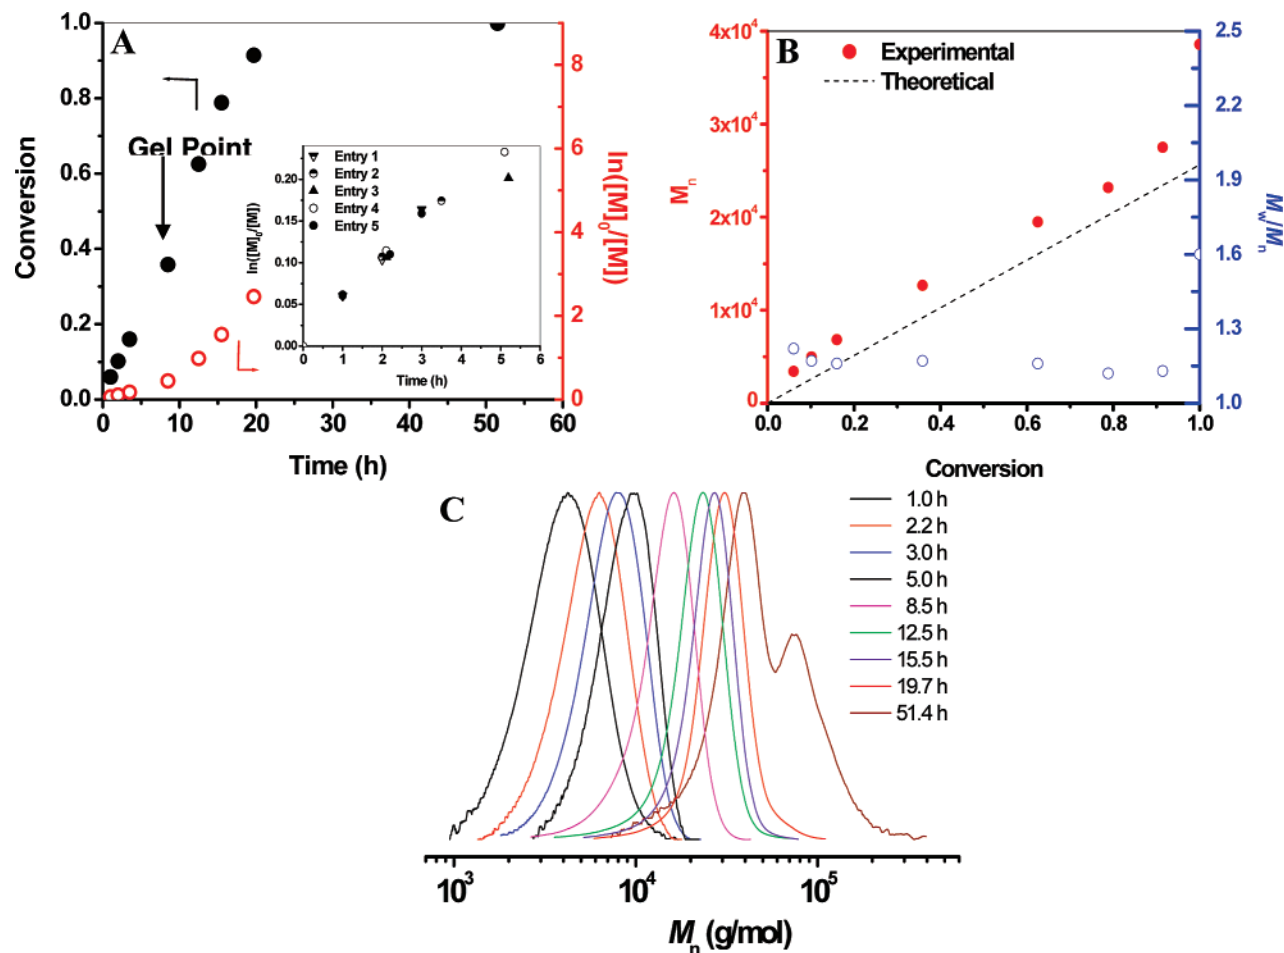 A
Conversion
1.0
0.8
0.6
0.4
0.2
0.0
Gel Point
0 10 20 30 40 50 60
Time (h)
8
6
4
2
0
ln([M]0/[M])
Entry 1
Entry 2
Entry 3
Entry 4
Entry 5
ln([M]0/[M])
0.20
0.15
0.10
0.05
0.00
1 2 3 4 5 6
Time (h)
B
Experimental
Theoretical
Mn
4x10^4
3x10^4
2x10^4
1x10^4
0
0.0 0.2 0.4 0.6 0.8 1.0
Conversion
2.5
2.2
1.9
1.6
1.3
1.0
Mw/Mn
C
1.0 h
2.2 h
3.0 h
5.0 h
8.5 h
12.5 h
15.5 h
19.7 h
51.4 h
10^3 10^4 10^5
Mn (g/mol)